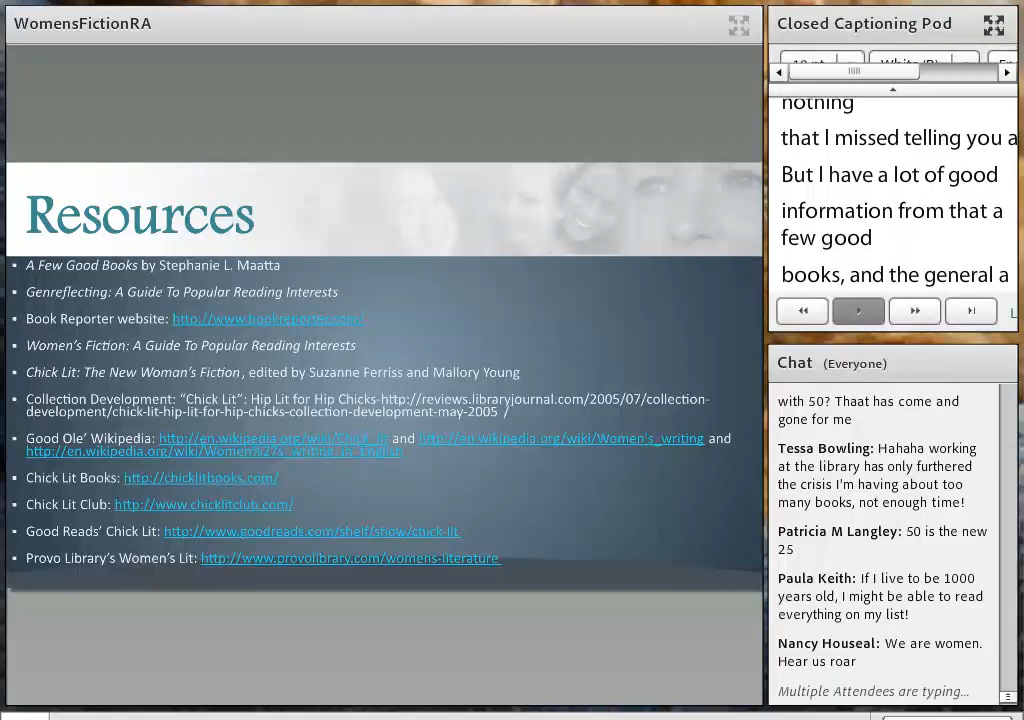 WomensFictionRA
Resources
▪ A Few Good Books by Stephanie L. Maatta
▪ Genreflecting: A Guide To Popular Reading Interests
▪ Book Reporter website: http://www.bookreporter.com/
▪ Women's Fiction: A Guide To Popular Reading Interests
▪ Chick Lit: The New Woman's Fiction, edited by Suzanne Ferriss and Mallory Young
▪ Collection Development: “Chick Lit”: Hip Lit for Hip Chicks-http://reviews.libraryjournal.com/2005/07/collection-
development/chick-lit-hip-lit-for-hip-chicks-collection-development-may-2005 /
▪ Good Ole' Wikipedia: http://en.wikipedia.org/wiki/Chick_lit and http://en.wikipedia.org/wiki/Women's_writing and
http://en.wikipedia.org/wiki/Women%27s_writing_in_English
▪ Chick Lit Books: http://chicklitbooks.com/
▪ Chick Lit Club: http://www.chicklitclub.com/
▪ Good Reads' Chick Lit: http://www.goodreads.com/shelf/show/chick-lit
▪ Provo Library's Women's Lit: http://www.provolibrary.com/womens-literature
Closed Captioning Pod
nothing
that I missed telling you a
But I have a lot of good
information from that a
few good
books, and the general a
Chat (Everyone)
with 50? Thaat has come and
gone for me
Tessa Bowling: Hahaha working
at the library has only furthered
the crisis I'm having about too
many books, not enough time!
Patricia M Langley: 50 is the new
25
Paula Keith: If I live to be 1000
years old, I might be able to read
everything on my list!
Nancy Houseal: We are women.
Hear us roar
Multiple Attendees are typing...